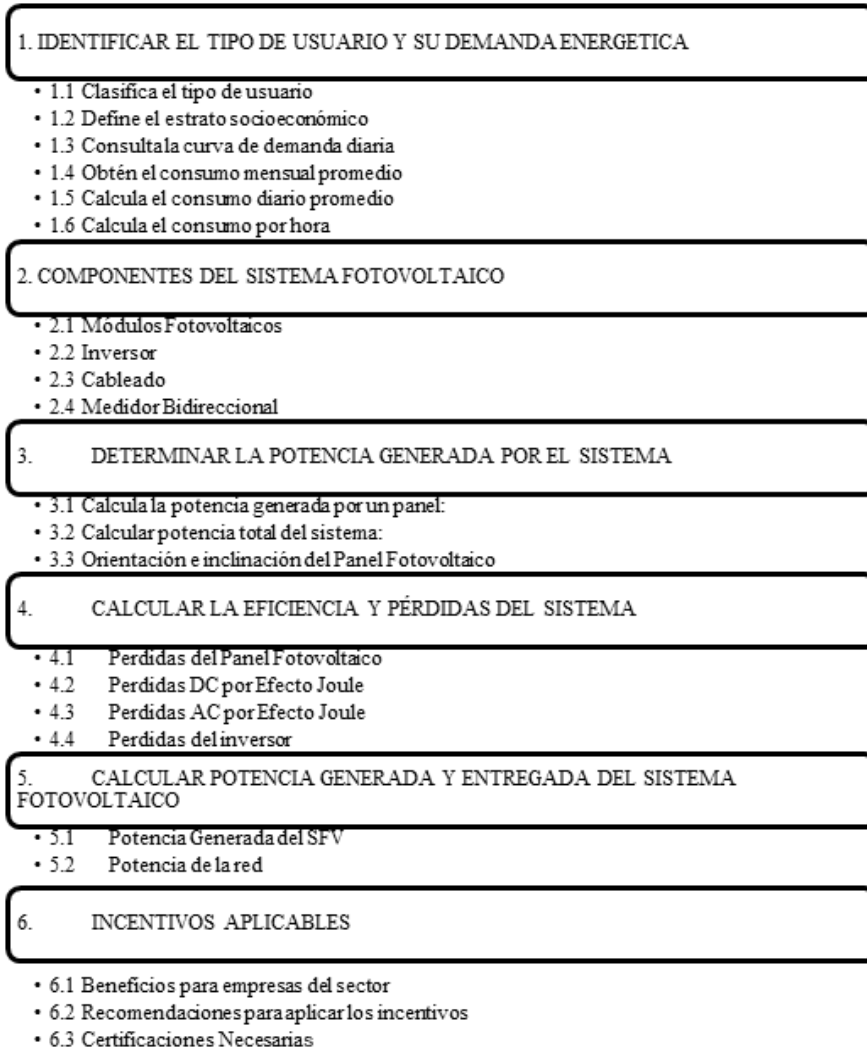 1. IDENTIFICAR EL TIPO DE USUARIO Y SU DEMANDA ENERGETICA
• 1.1 Clasifica el tipo de usuario
• 1.2 Define el estrato socioeconómico
• 1.3 Consulta la curva de demanda diaria
• 1.4 Obtén el consumo mensual promedio
• 1.5 Calcula el consumo diario promedio
• 1.6 Calcula el consumo por hora
2. COMPONENTES DEL SISTEMA FOTOVOLTAICO
• 2.1 Módulos Fotovoltaicos
• 2.2 Inversor
• 2.3 Cableado
• 2.4 Medidor Bidireccional
3. DETERMINAR LA POTENCIA GENERADA POR EL SISTEMA
• 3.1 Calcula la potencia generada por un panel:
• 3.2 Calcular potencia total del sistema:
• 3.3 Orientación e inclinación del Panel Fotovoltaico
4. CALCULAR LA EFICIENCIA Y PÉRDIDAS DEL SISTEMA
• 4.1 Perdidas del Panel Fotovoltaico
• 4.2 Perdidas DC por Efecto Joule
• 4.3 Perdidas AC por Efecto Joule
• 4.4 Perdidas del inversor
5. CALCULAR POTENCIA GENERADA Y ENTREGADA DEL SISTEMA
FOTOVOLTAICO
• 5.1 Potencia Generada del SFV
• 5.2 Potencia de la red
6. INCENTIVOS APLICABLES
• 6.1 Beneficios para empresas del sector
• 6.2 Recomendaciones para aplicar los incentivos
• 6.3 Certificaciones Necesarias